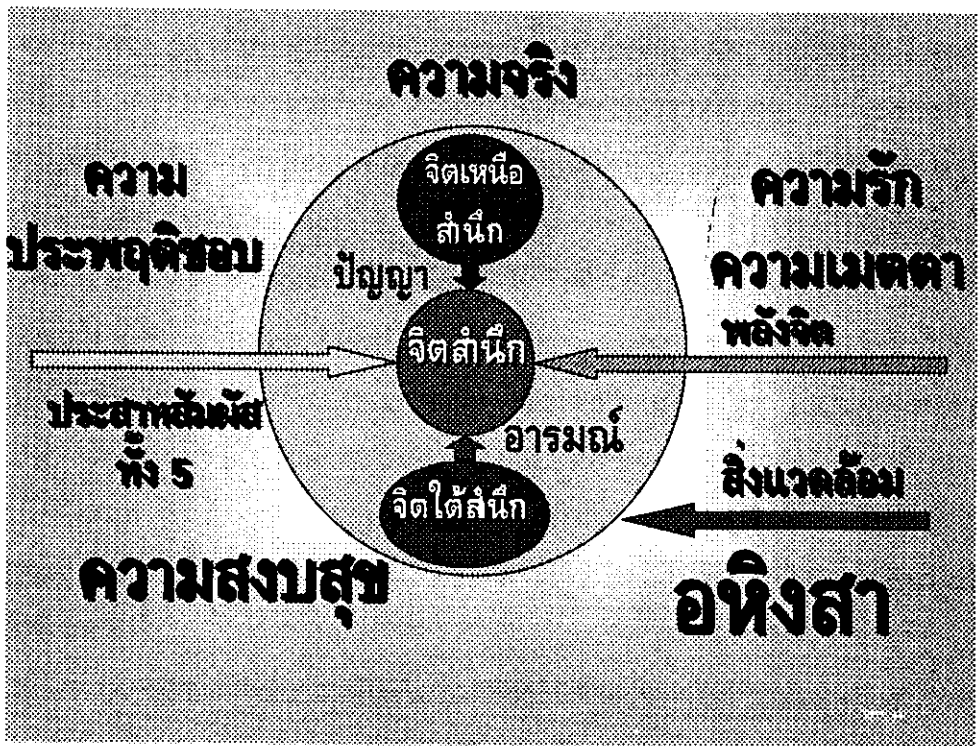 ความจริง
จิตเหนือ
สำนึก
ความ
ประพฤติชอบ
ความรัก
ความเมตตา
ปัญญา
พลังจิต
จิตสำนึก
ประสาทสัมผัส
ทั้ง 5
อารมณ์
สิ่งแวดล้อม
จิตใต้สำนึก
ความสงบสุข
อหิงสา